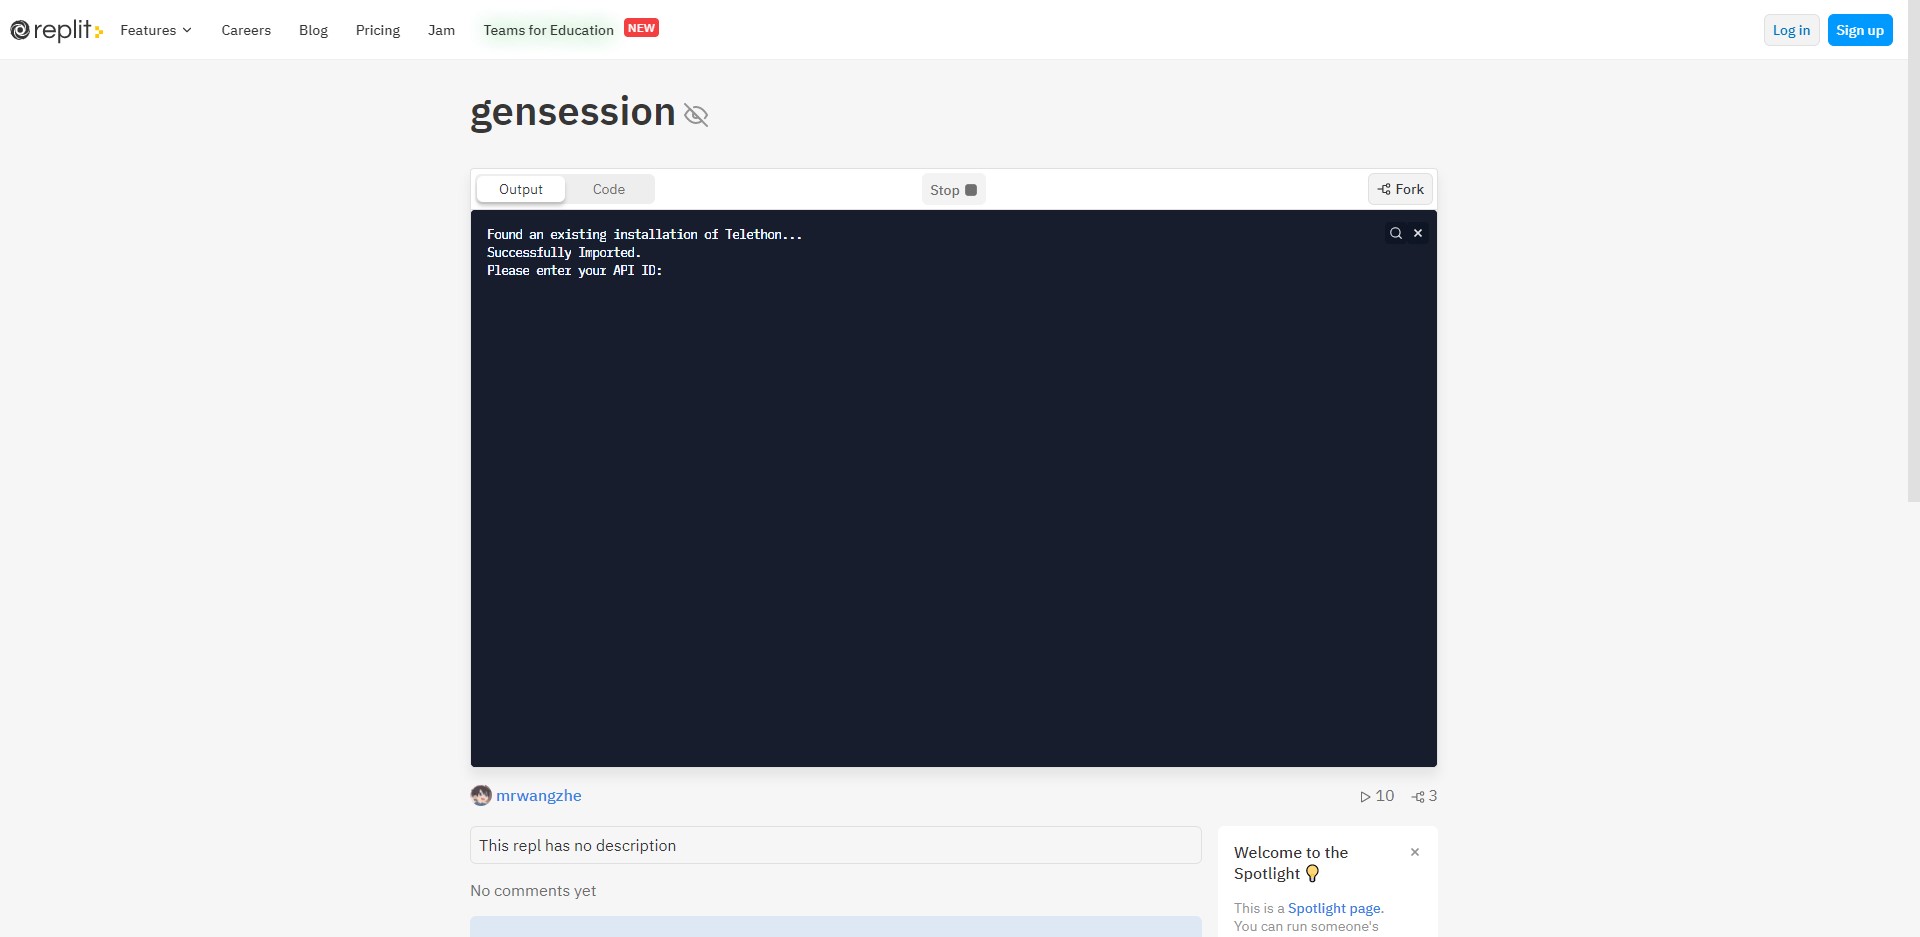 replit
Features
Careers
Blog
Pricing
Jam
Teams for Education
NEW
Log in
Sign up
gensession
Output
Code
Stop
Fork
Found an existing installation of Telethon...
Successfully Imported.
Please enter your API ID:
mrwangzhe
10
3
This repl has no description
No comments yet
Welcome to the
Spotlight
This is a Spotlight page.
You can run someone's